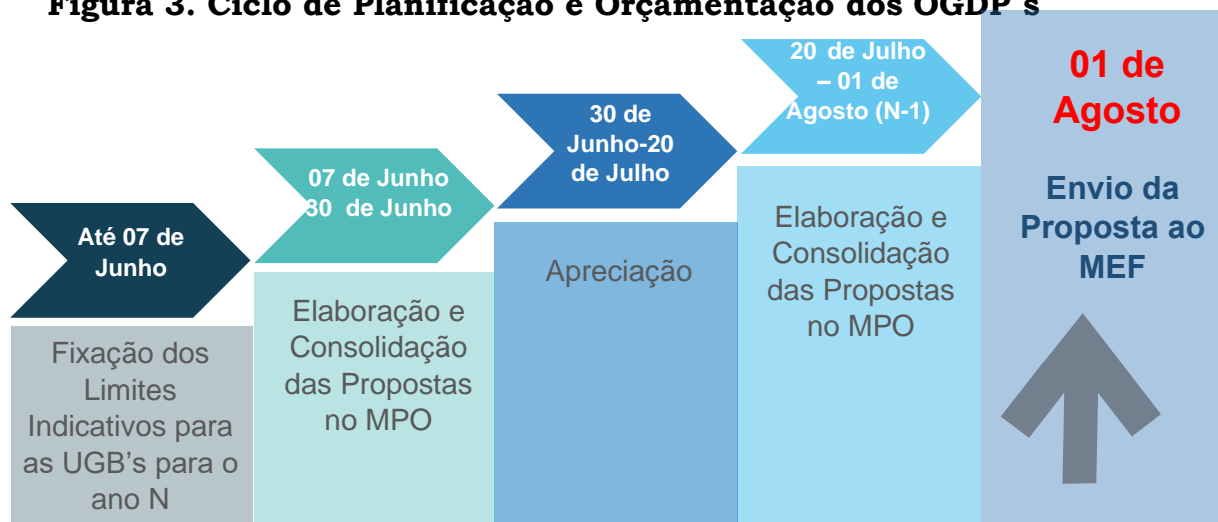 Figura 3. Ciclo de Planificação e Orçamentação dos OGDP's
Até 07 de
Junho
Fixação dos
Limites
Indicativos para
as UGB's para o
ano N
07 de Junho
30 de Junho
Elaboração e
Consolidação
das Propostas
no MPO
30 de
Junho-20
de Julho
Apreciação
20 de Julho
– 01 de
Agosto (N-1)
Elaboração e
Consolidação
das Propostas
no MPO
01 de
Agosto
Envio da
Proposta ao
MEF